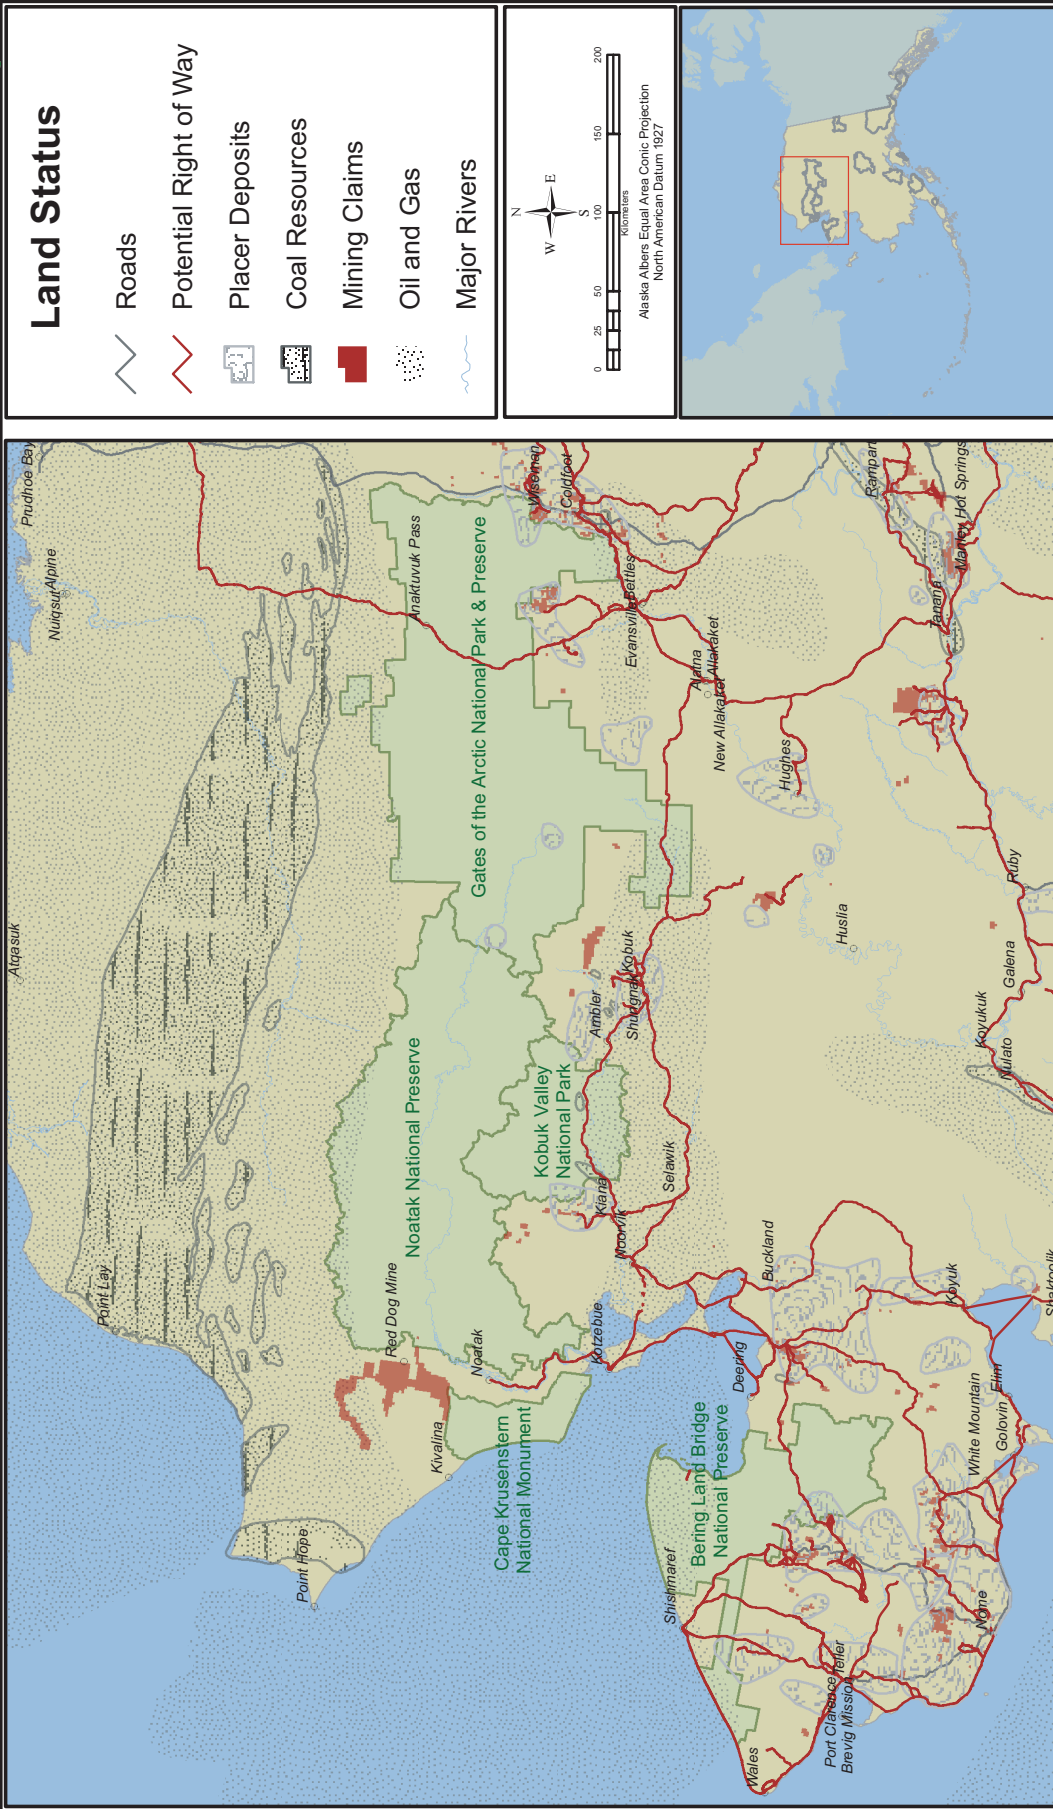 Land Status
Roads
Potential Right of Way
Placer Deposits
Coal Resources
Mining Claims
Oil and Gas
Major Rivers
N
W
E
S
0
25
50
100
150
200
Kilometers
Alaska Albers Equal Area Conic Projection
North American Datum 1927
Atqasuk
Nuiqsut
Alpine
Prudhoe Bay
Point Lay
Point Hope
Red Dog Mine
Kivalina
Noatak
Noatak National Preserve
Anaktuvuk Pass
Gates of the Arctic National Park & Preserve
Wiseman
Coldfoot
Cape Krusenstern
National Monument
Kobuk Valley
National Park
Kotzebue
Kiana
Noorvik
Selawik
Ambler
Shungnak
Kobuk
Evansville
Bettles
Alatna
Allakaket
New Allakaket
Hughes
Huslia
Shishmaref
Bering Land Bridge
National Preserve
Deering
Buckland
Wales
Port Clarence
Teller
Brevig Mission
Nome
White Mountain
Golovin
Elim
Koyuk
Shaktoolik
Koyukuk
Nulato
Galena
Ruby
Tanana
Manley Hot Springs
Rampart